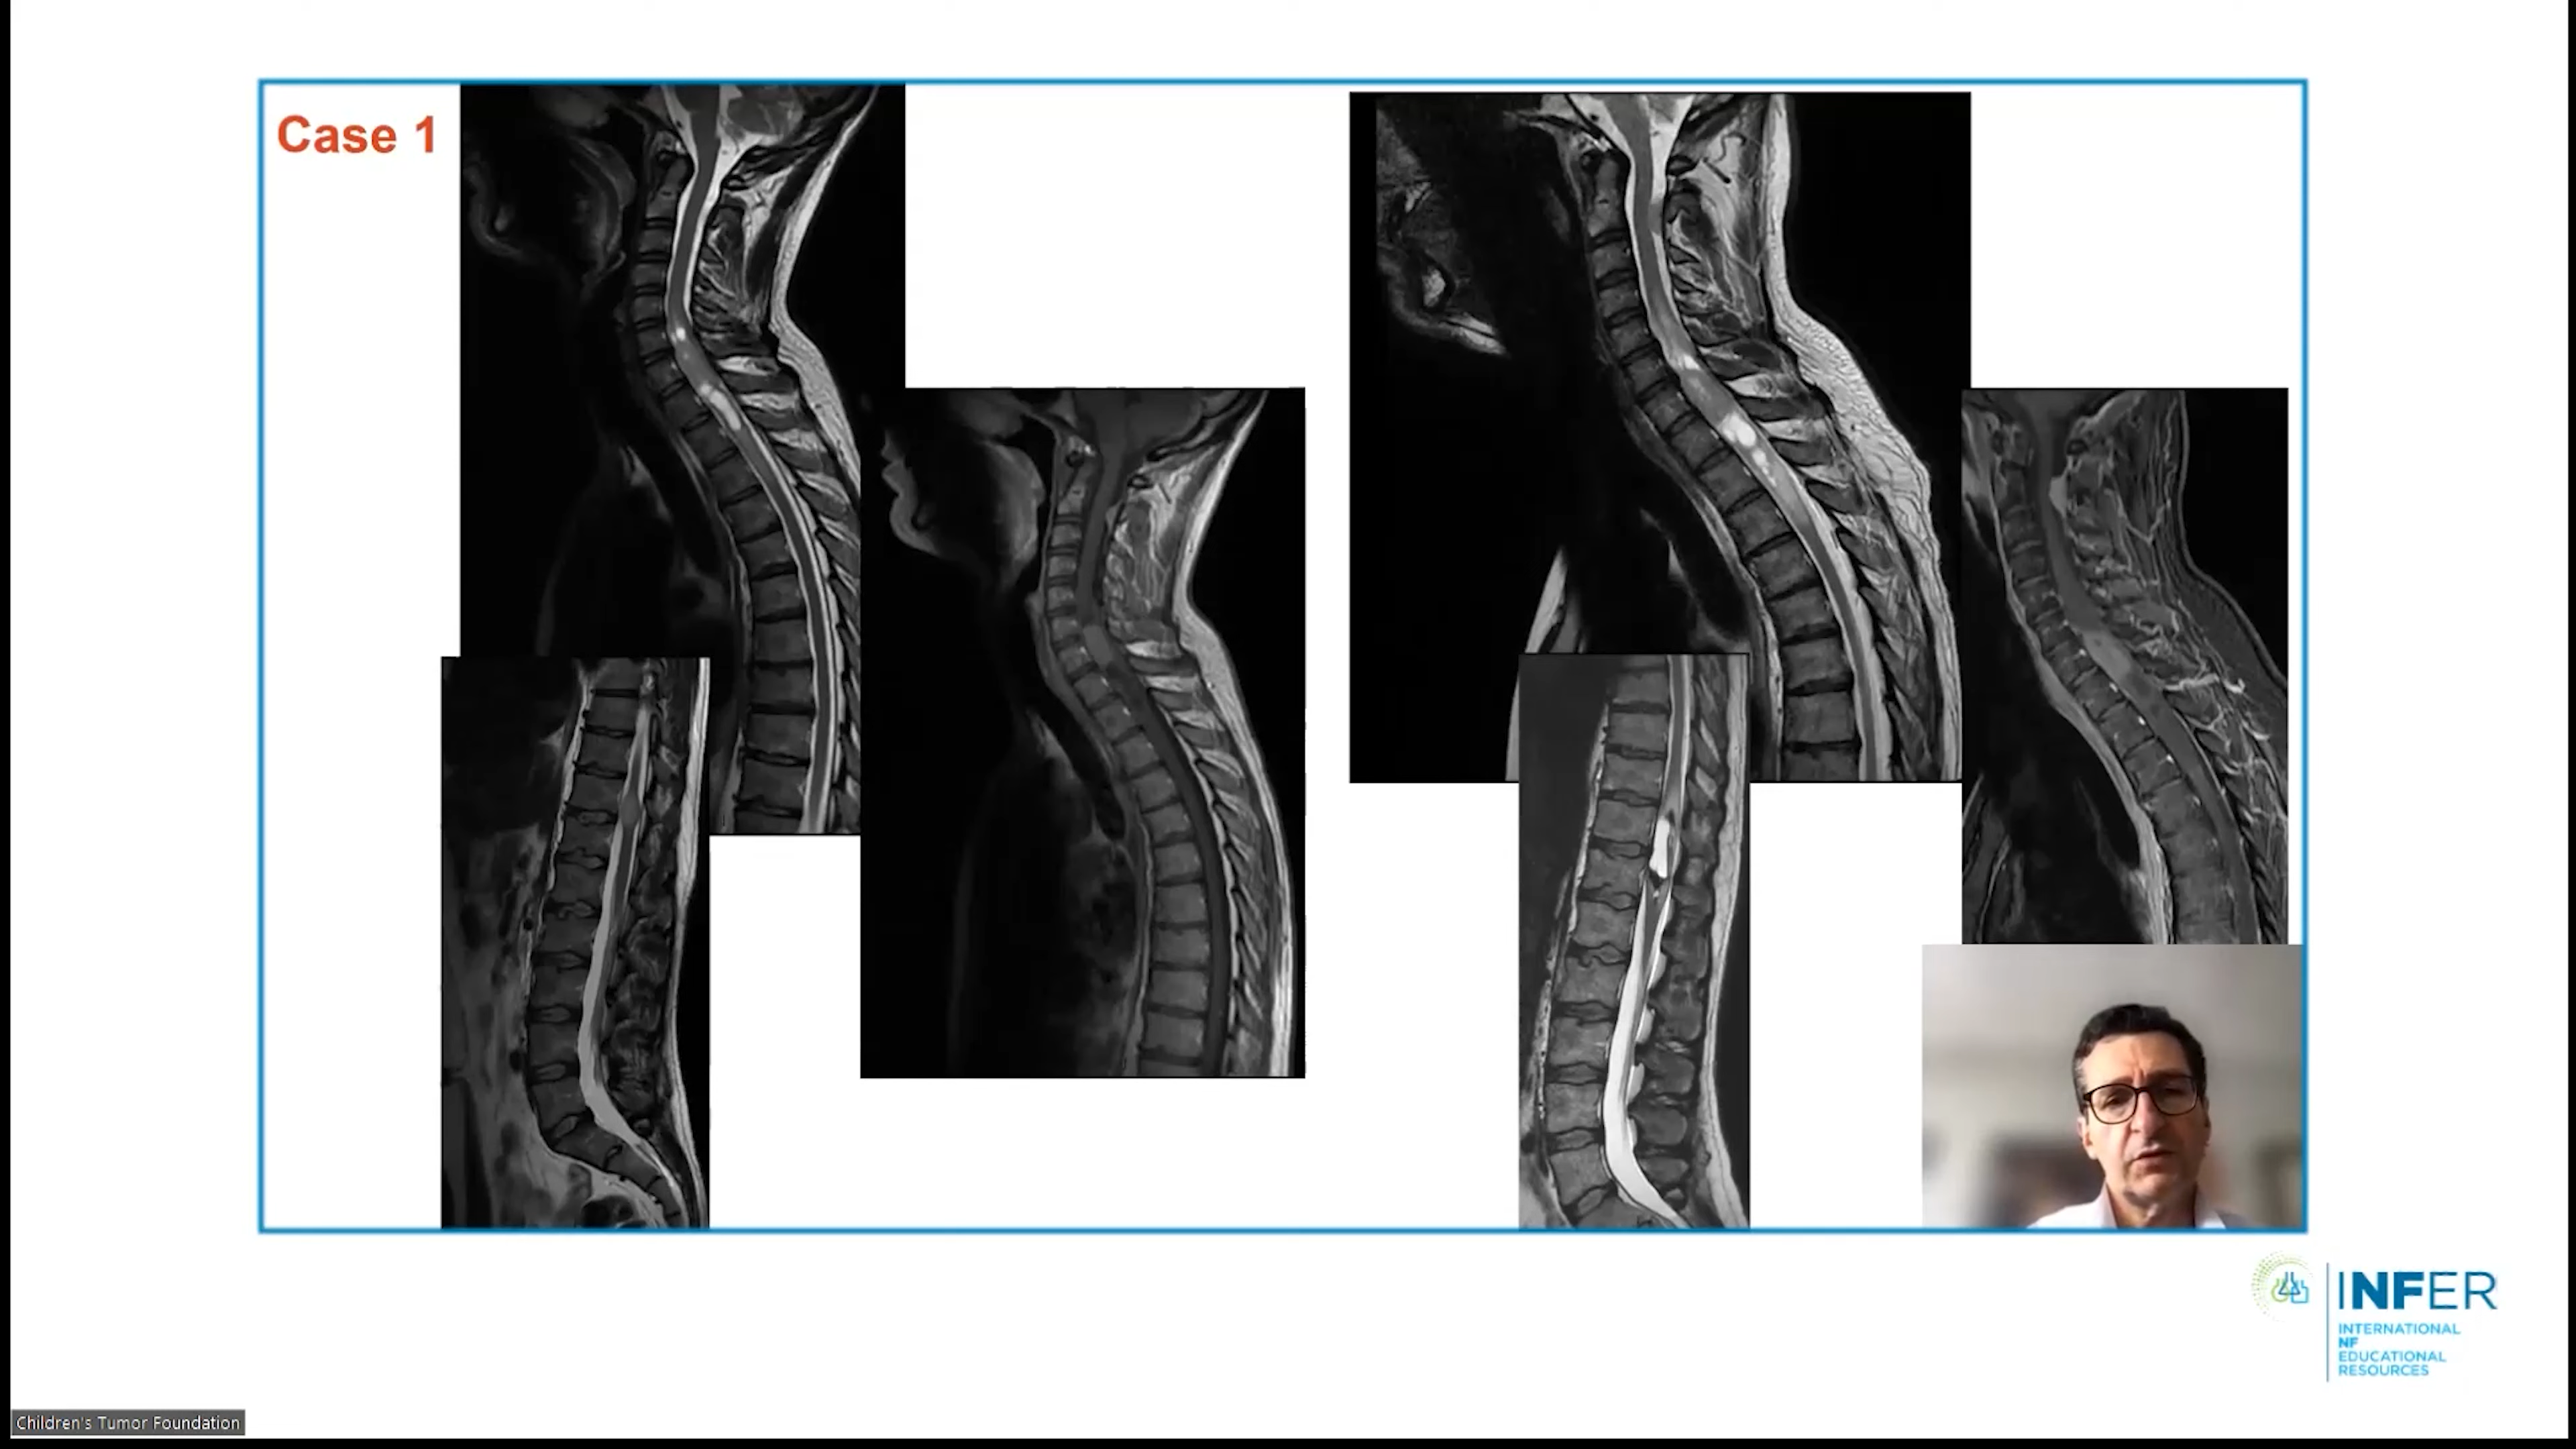 Case 1
INFER
INTERNATIONAL
NF
EDUCATIONAL
RESOURCES
Children's Tumor Foundation